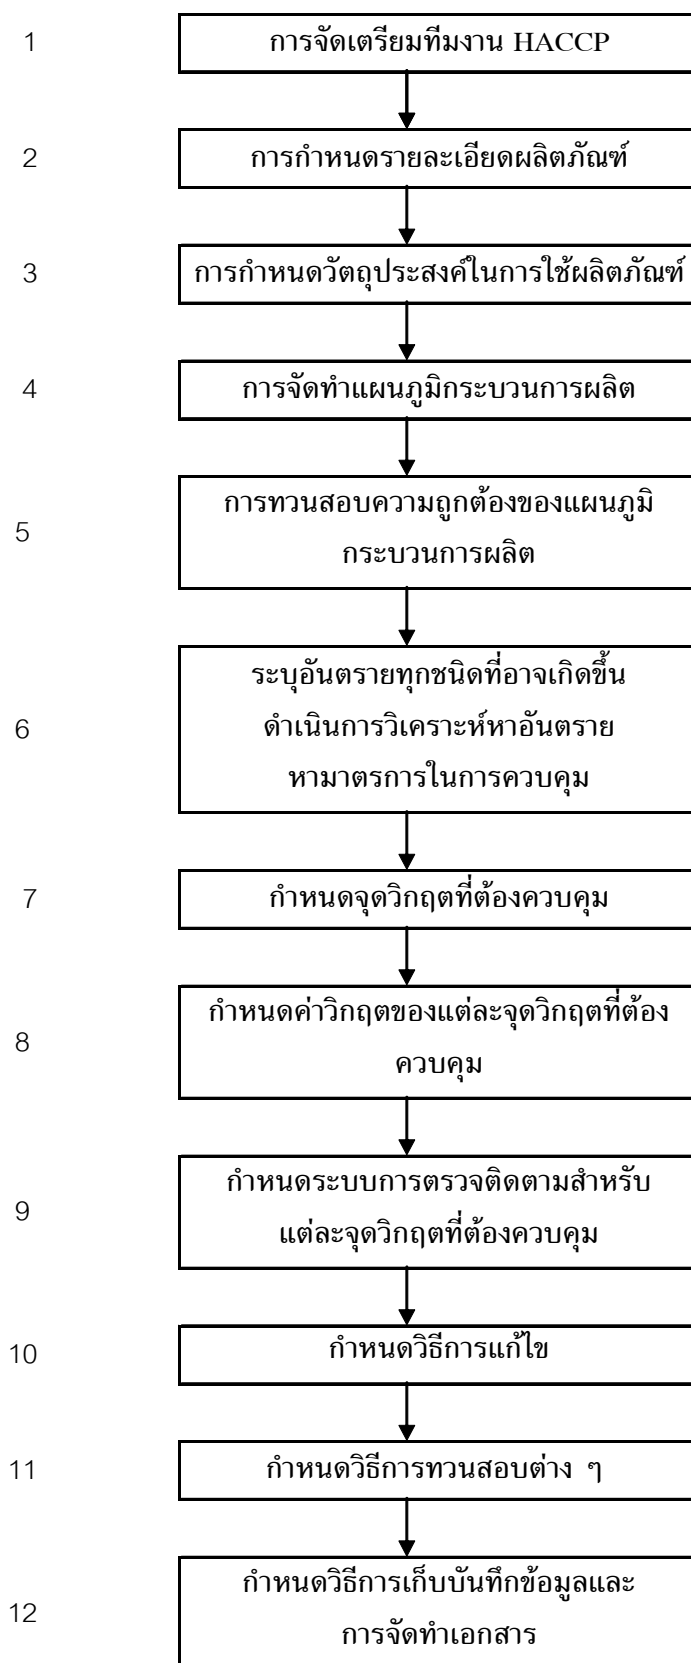 1
การจัดเตรียมทีมงาน HACCP
2
การกำหนดรายละเอียดผลิตภัณฑ์
3
การกำหนดวัตถุประสงค์ในการใช้ผลิตภัณฑ์
4
การจัดทำแผนภูมิกระบวนการผลิต
5
การทวนสอบความถูกต้องของแผนภูมิ
กระบวนการผลิต
6
ระบุอันตรายทุกชนิดที่อาจเกิดขึ้น
ดำเนินการวิเคราะห์หาอันตราย
หามาตรการในการควบคุม
7
กำหนดจุดวิกฤตที่ต้องควบคุม
8
กำหนดค่าวิกฤตของแต่ละจุดวิกฤตที่ต้อง
ควบคุม
9
กำหนดระบบการตรวจติดตามสำหรับ
แต่ละจุดวิกฤตที่ต้องควบคุม
10
กำหนดวิธีการแก้ไข
11
กำหนดวิธีการทวนสอบต่าง ๆ
12
กำหนดวิธีการเก็บบันทึกข้อมูลและ
การจัดทำเอกสาร